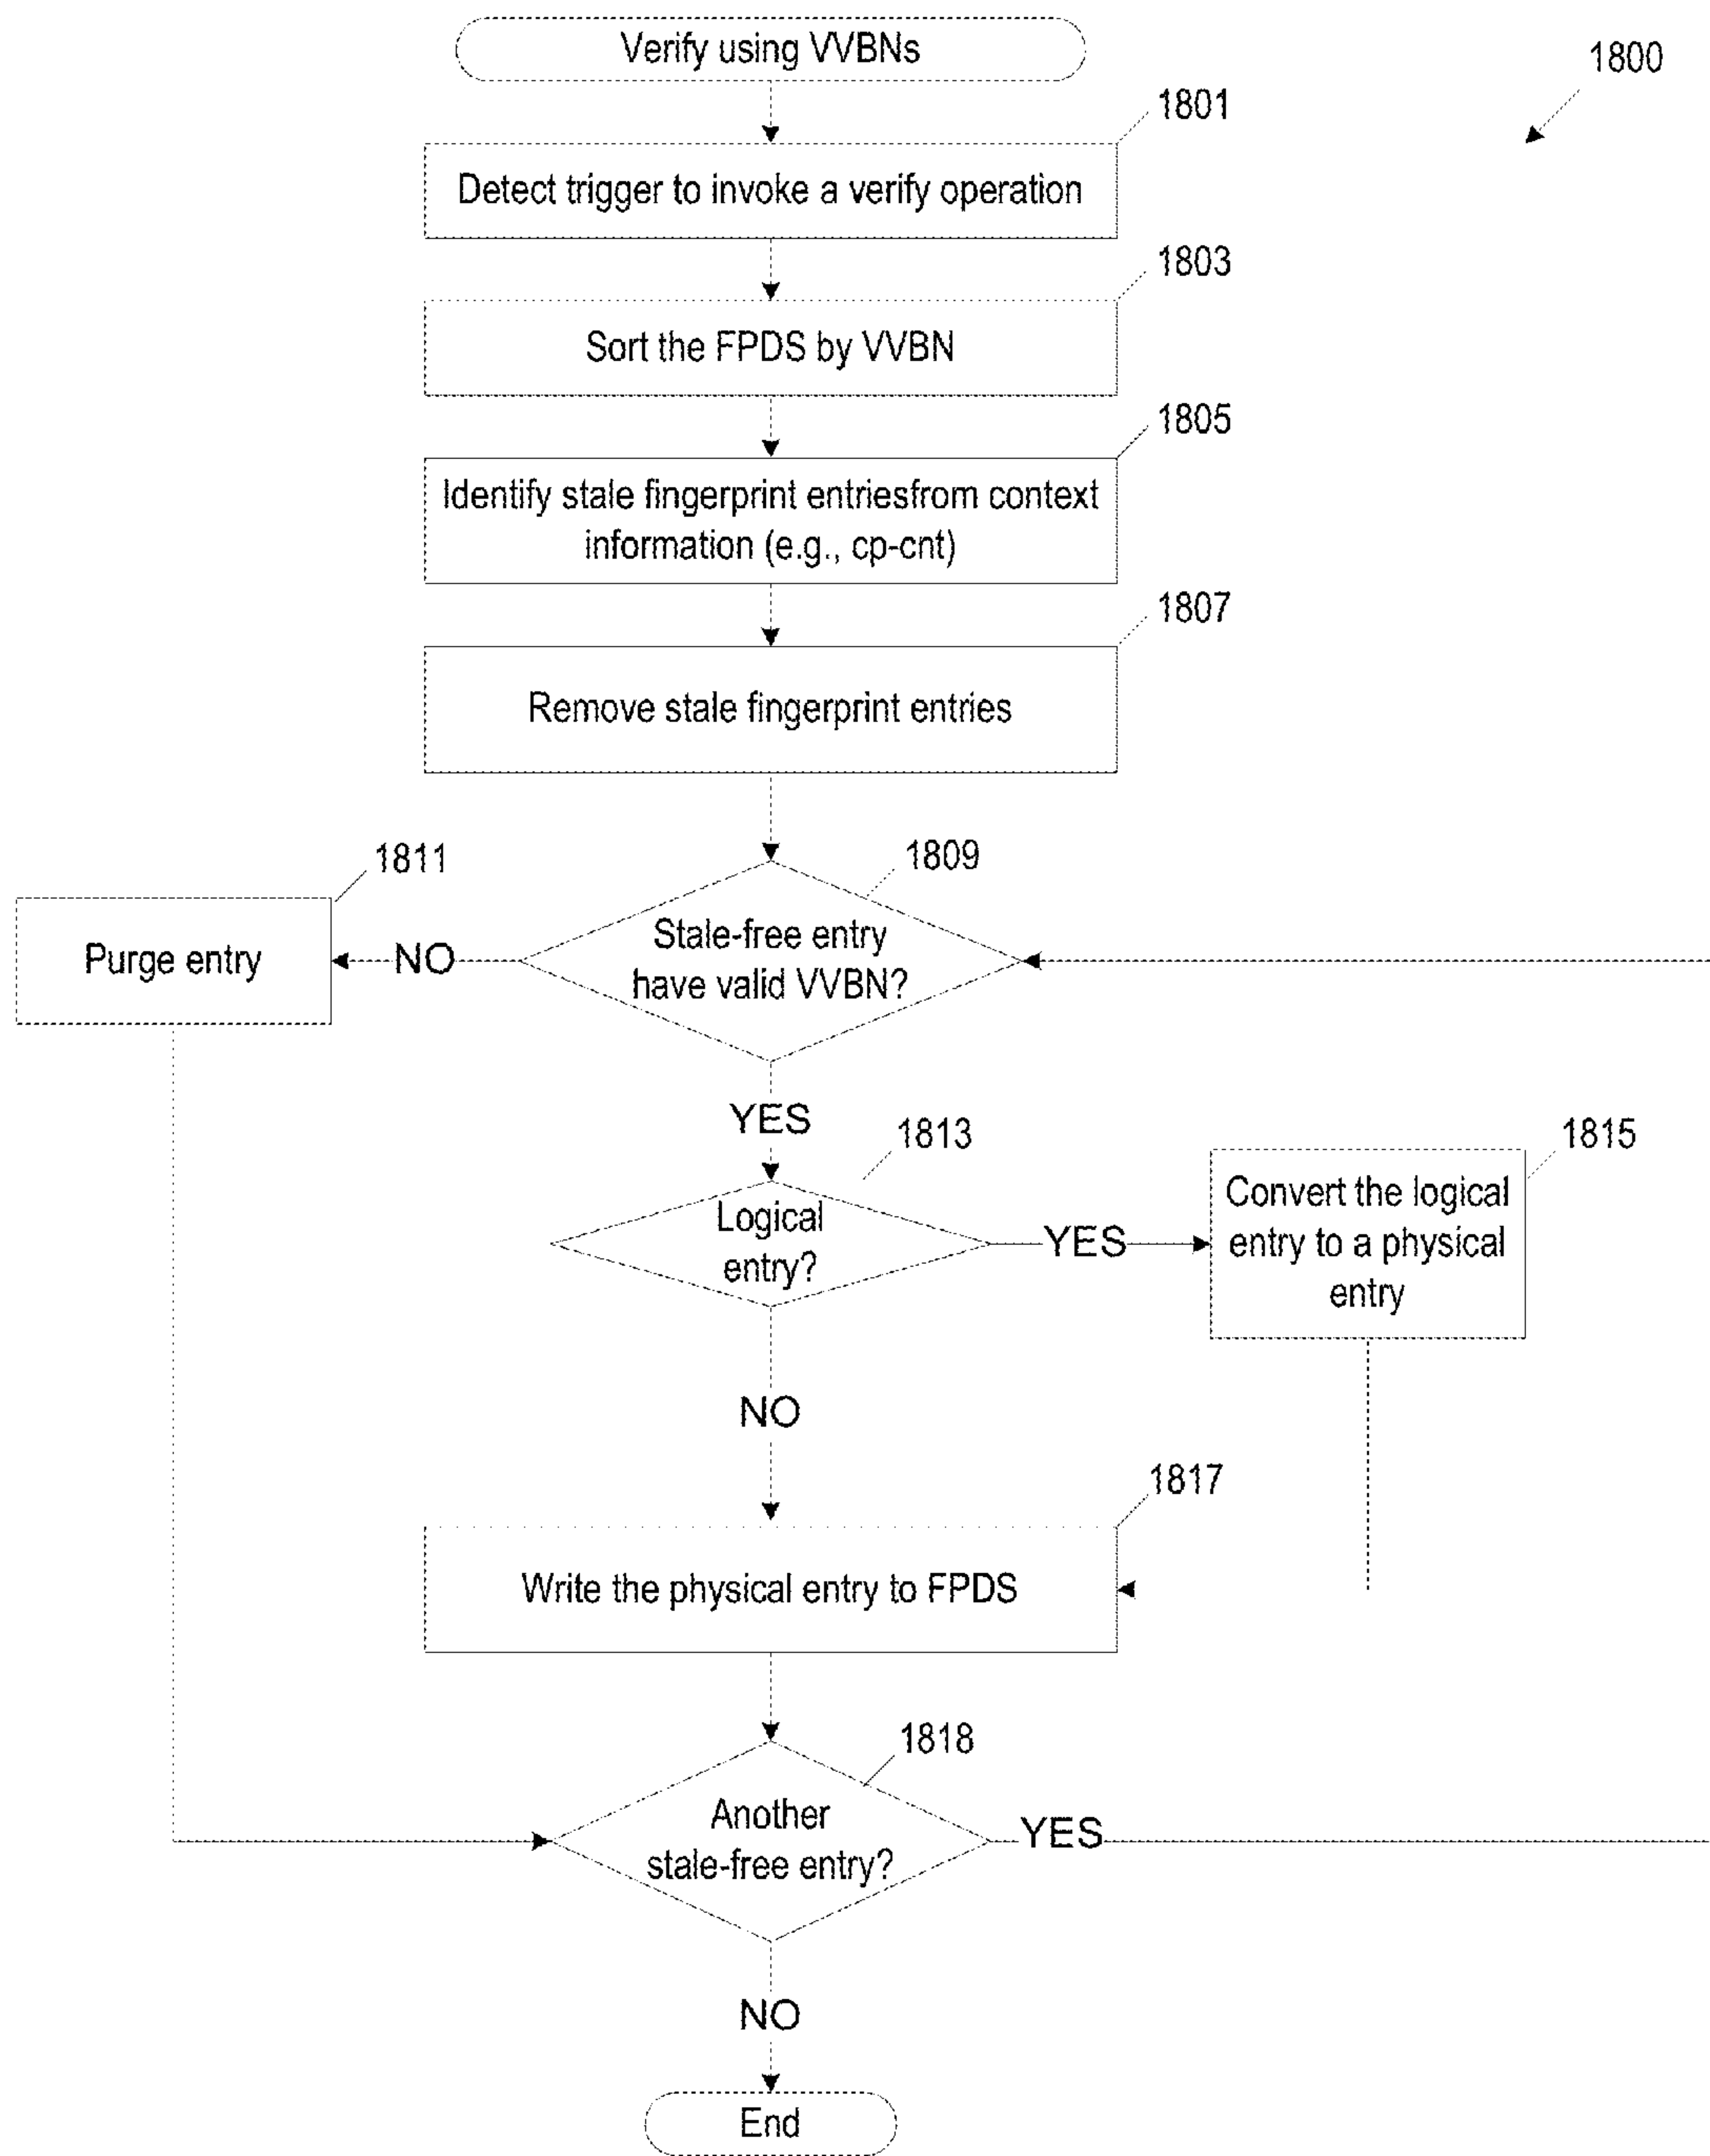 Verify using VVBNs
1800
1801
Detect trigger to invoke a verify operation
1803
Sort the FPDS by VVBN
1805
Identify stale fingerprint entriesfrom context
information (e.g., cp-cnt)
1807
Remove stale fingerprint entries
1811
1809
Purge entry
NO
Stale-free entry
have valid VVBN?
YES
1813
1815
Logical
entry?
YES
Convert the logical
entry to a physical
entry
NO
1817
Write the physical entry to FPDS
1818
Another
stale-free entry?
YES
NO
End